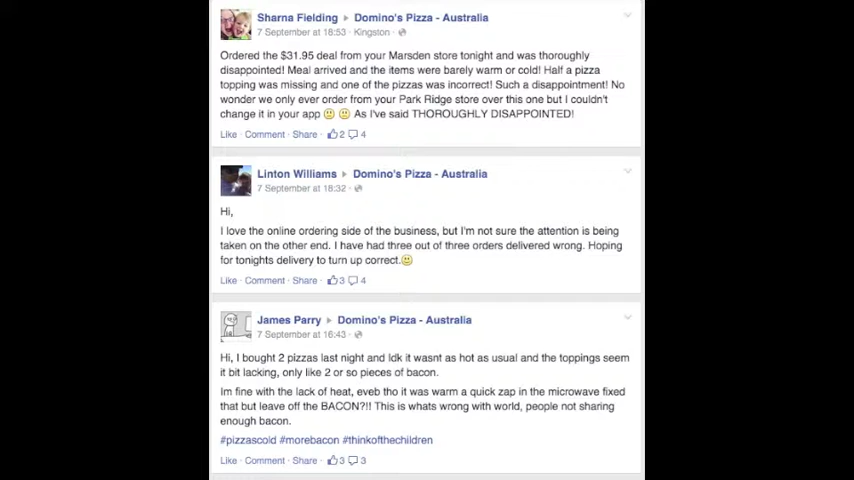 Sharna Fielding ▸ Domino's Pizza - Australia
7 September at 18:53 · Kingston ·
Ordered the $31.95 deal from your Marsden store tonight and was thoroughly
disappointed! Meal arrived and the items were barely warm or cold! Half a pizza
topping was missing and one of the pizzas was incorrect! Such a disappointment! No
wonder we only ever order from your Park Ridge store over this one but I couldn't
change it in your app 🙂 🙂 As I've said THOROUGHLY DISAPPOINTED!
Like · Comment · Share · 2 4
Linton Williams ▸ Domino's Pizza - Australia
7 September at 18:32 ·
Hi,
I love the online ordering side of the business, but I'm not sure the attention is being
taken on the other end. I have had three out of three orders delivered wrong. Hoping
for tonights delivery to turn up correct.🙂
Like · Comment · Share · 3 4
James Parry ▸ Domino's Pizza - Australia
7 September at 16:43 ·
Hi, I bought 2 pizzas last night and Idk it wasnt as hot as usual and the toppings seem
it bit lacking, only like 2 or so pieces of bacon.
Im fine with the lack of heat, eveb tho it was warm a quick zap in the microwave fixed
that but leave off the BACON?!! This is whats wrong with world, people not sharing
enough bacon.
#pizzascold #morebacon #thinkofthechildren
Like · Comment · Share · 3 3